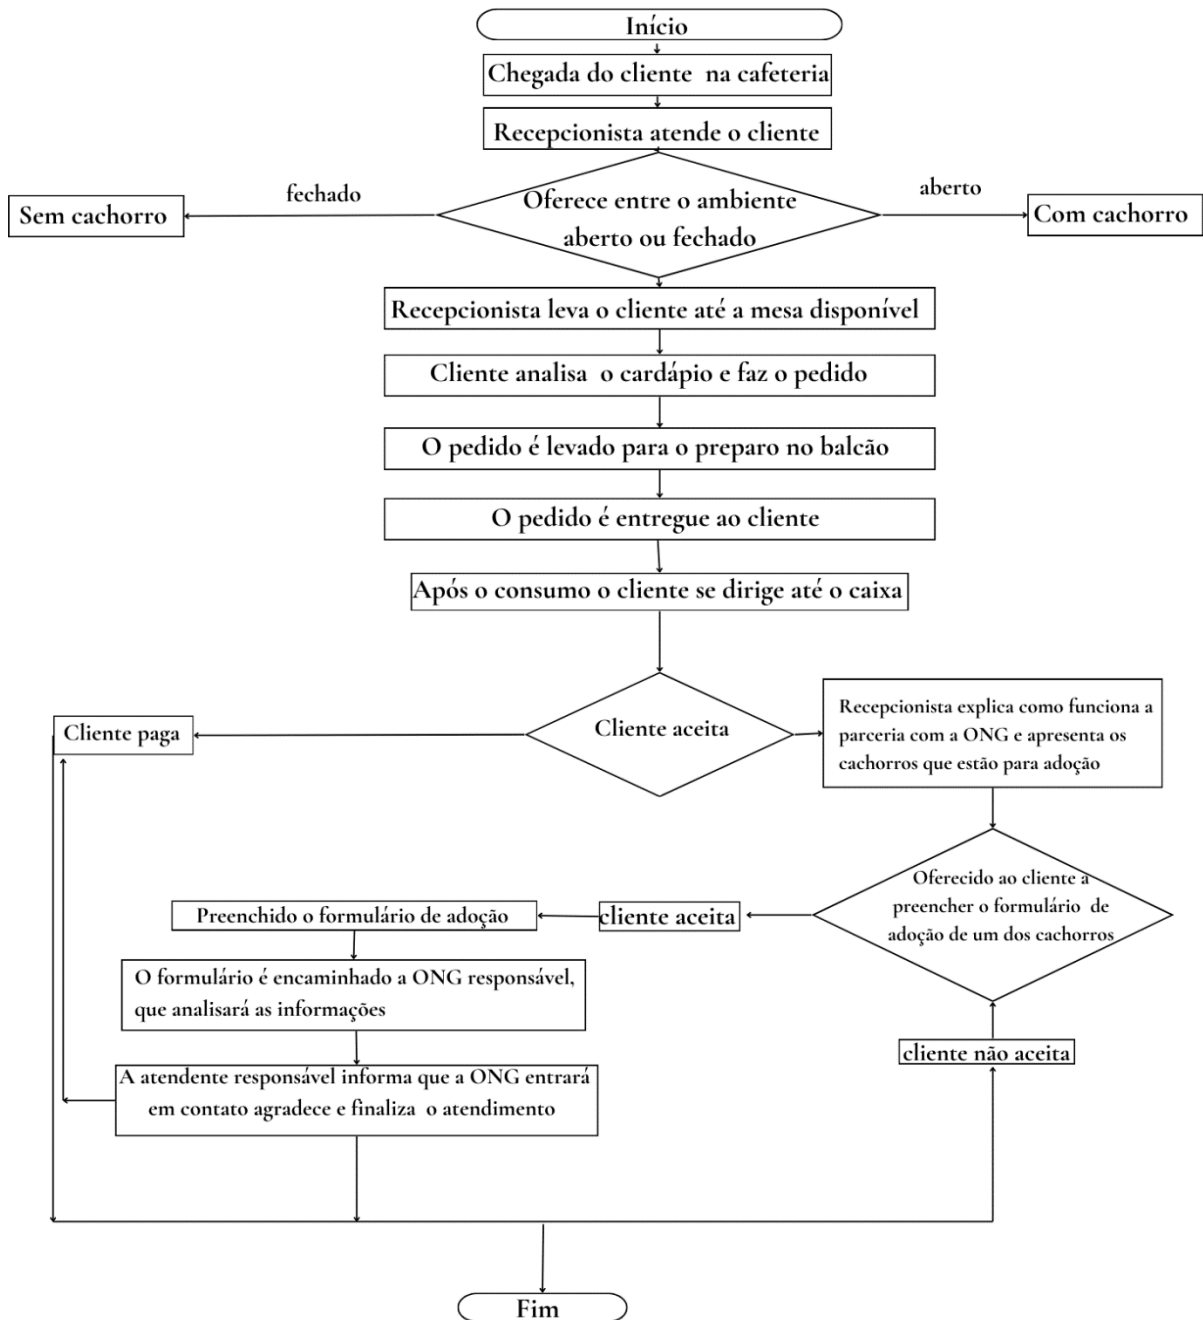 Início
Chegada do cliente na cafeteria
Recepcionista atende o cliente
fechado
aberto
Sem cachorro
Oferece entre o ambiente
aberto ou fechado
Com cachorro
Recepcionista leva o cliente até a mesa disponível
Cliente analisa o cardápio e faz o pedido
O pedido é levado para o preparo no balcão
O pedido é entregue ao cliente
Após o consumo o cliente se dirige até o caixa
Cliente paga
Cliente aceita
Recepcionista explica como funciona a
parceria com a ONG e apresenta os
cachorros que estão para adoção
Oferecido ao cliente a
preencher o formulário de
adoção de um dos cachorros
cliente aceita
Preenchido o formulário de adoção
O formulário é encaminhado a ONG responsável,
que analisará as informações
cliente não aceita
A atendente responsável informa que a ONG entrará
em contato agradece e finaliza o atendimento
Fim